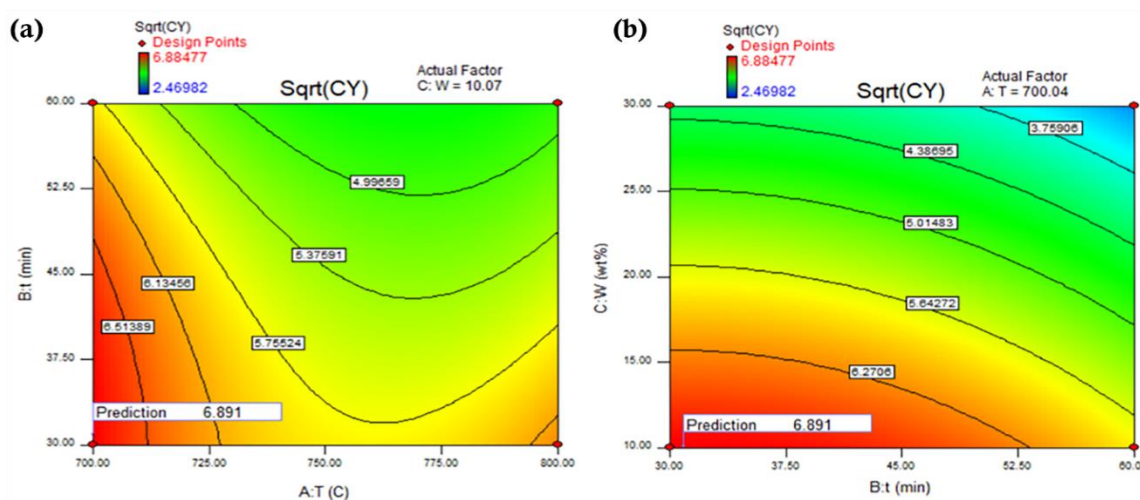 (a)
Sqrt(CY)
Design Points
6.88477
2.46982
Sqrt(CY)
Actual Factor
C: W = 10.07
60.00
52.50
45.00
37.50
30.00
B:t (min)
4.99659
5.37591
6.13456
6.51389
5.75524
Prediction 6.891
700.00 725.00 750.00 775.00 800.00
A:T (C)
(b)
Sqrt(CY)
Design Points
6.88477
2.46982
Sqrt(CY)
Actual Factor
A: T = 700.04
30.00
25.00
20.00
15.00
10.00
C:W (wt%)
3.75906
4.38695
5.01483
5.64272
6.2706
Prediction 6.891
30.00 37.50 45.00 52.50 60.00
B:t (min)